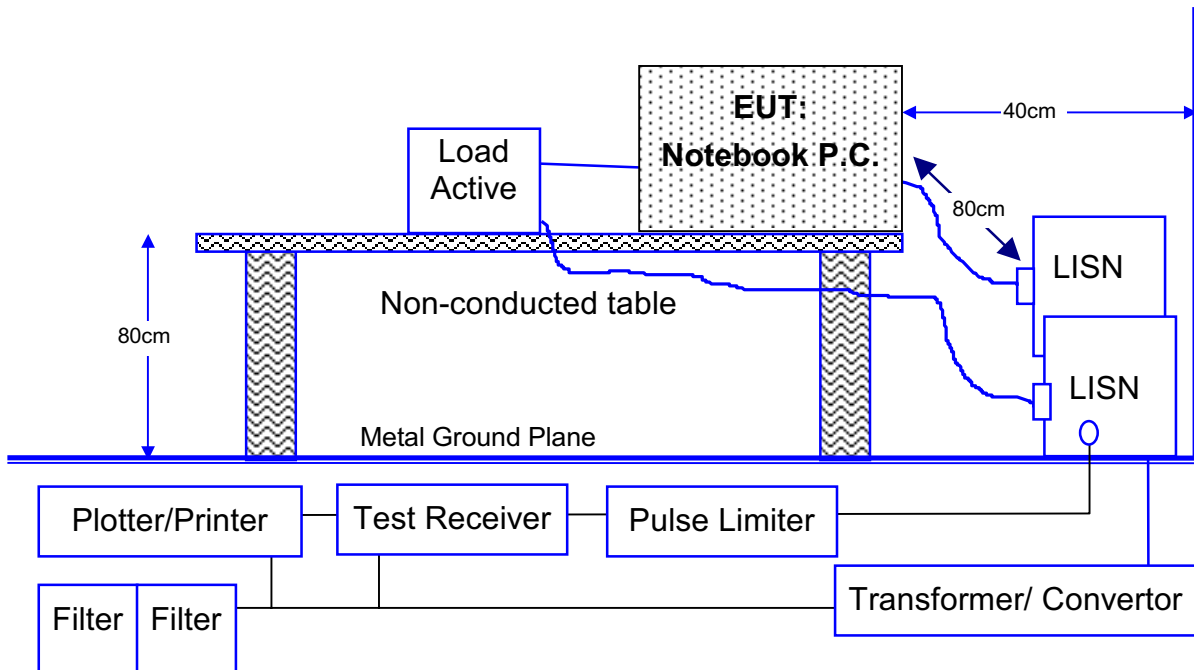 EUT:
Notebook P.C.
40cm
Load
Active
80cm
LISN
Non-conducted table
80cm
LISN
Metal Ground Plane
Plotter/Printer
Test Receiver
Pulse Limiter
Filter
Filter
Transformer/ Convertor